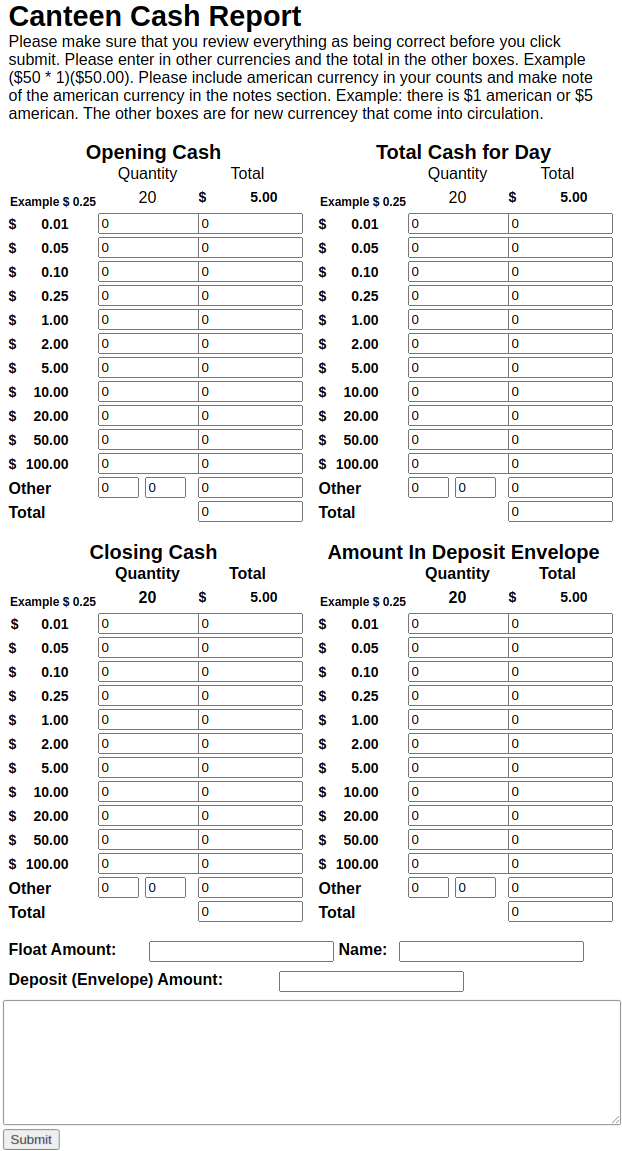 Canteen Cash Report
Please make sure that you review everything as being correct before you click
submit. Please enter in other currencies and the total in the other boxes. Example
($50 * 1)($50.00). Please include american currency in your counts and make note
of the american currency in the notes section. Example: there is $1 american or $5
american. The other boxes are for new currencey that come into circulation.
Opening Cash
Quantity Total
Example $ 0.25 20 $ 5.00
$ 0.01 0 0
$ 0.05 0 0
$ 0.10 0 0
$ 0.25 0 0
$ 1.00 0 0
$ 2.00 0 0
$ 5.00 0 0
$ 10.00 0 0
$ 20.00 0 0
$ 50.00 0 0
$ 100.00 0 0
Other 0 0 0
Total 0
Total Cash for Day
Quantity Total
Example $ 0.25 20 $ 5.00
$ 0.01 0 0
$ 0.05 0 0
$ 0.10 0 0
$ 0.25 0 0
$ 1.00 0 0
$ 2.00 0 0
$ 5.00 0 0
$ 10.00 0 0
$ 20.00 0 0
$ 50.00 0 0
$ 100.00 0 0
Other 0 0 0
Total 0
Closing Cash
Quantity Total
Example $ 0.25 20 $ 5.00
$ 0.01 0 0
$ 0.05 0 0
$ 0.10 0 0
$ 0.25 0 0
$ 1.00 0 0
$ 2.00 0 0
$ 5.00 0 0
$ 10.00 0 0
$ 20.00 0 0
$ 50.00 0 0
$ 100.00 0 0
Other 0 0 0
Total 0
Amount In Deposit Envelope
Quantity Total
Example $ 0.25 20 $ 5.00
$ 0.01 0 0
$ 0.05 0 0
$ 0.10 0 0
$ 0.25 0 0
$ 1.00 0 0
$ 2.00 0 0
$ 5.00 0 0
$ 10.00 0 0
$ 20.00 0 0
$ 50.00 0 0
$ 100.00 0 0
Other 0 0 0
Total 0
Float Amount: Name:
Deposit (Envelope) Amount:
Submit